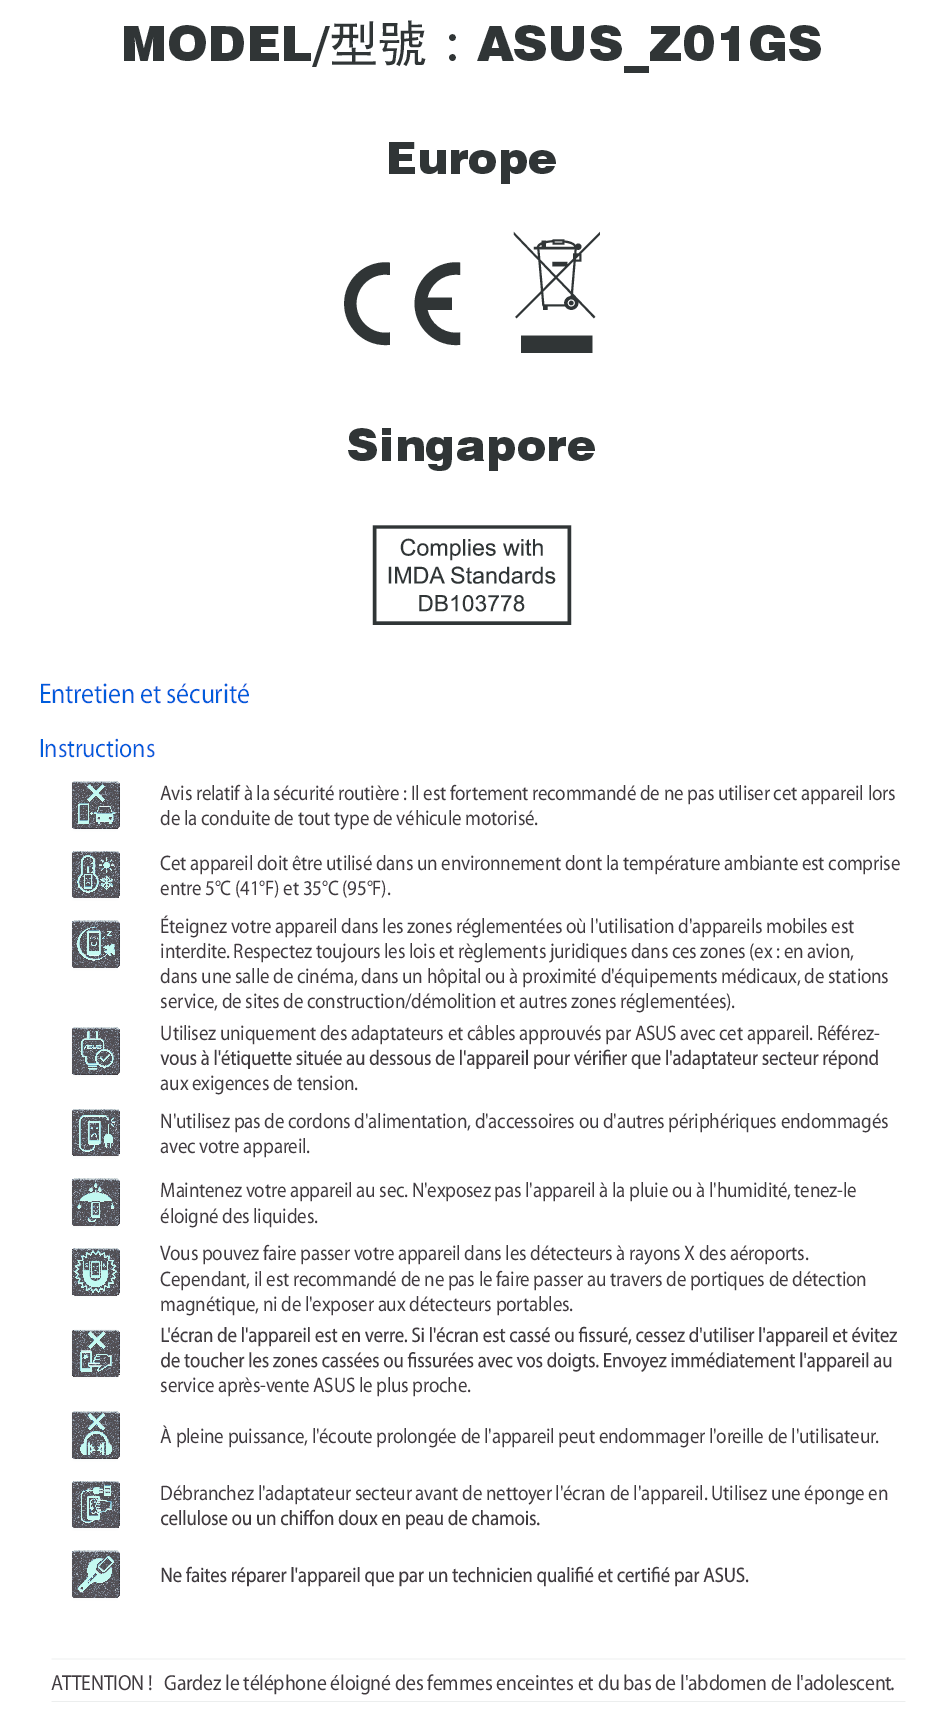 MODEL/型號：ASUS_Z01GS
Europe
CE
Singapore
Complies with
IMDA Standards
DB103778
Entretien et sécurité
Instructions
Avis relatif à la sécurité routière : Il est fortement recommandé de ne pas utiliser cet appareil lors
de la conduite de tout type de véhicule motorisé.
Cet appareil doit être utilisé dans un environnement dont la température ambiante est comprise
entre 5°C (41°F) et 35°C (95°F).
Éteignez votre appareil dans les zones réglementées où l'utilisation d'appareils mobiles est
interdite. Respectez toujours les lois et règlements juridiques dans ces zones (ex : en avion,
dans une salle de cinéma, dans un hôpital ou à proximité d'équipements médicaux, de stations
service, de sites de construction/démolition et autres zones réglementées).
Utilisez uniquement des adaptateurs et câbles approuvés par ASUS avec cet appareil. Référez-
vous à l'étiquette située au dessous de l'appareil pour vérifier que l'adaptateur secteur répond
aux exigences de tension.
N'utilisez pas de cordons d'alimentation, d'accessoires ou d'autres périphériques endommagés
avec votre appareil.
Maintenez votre appareil au sec. N'exposez pas l'appareil à la pluie ou à l'humidité, tenez-le
éloigné des liquides.
Vous pouvez faire passer votre appareil dans les détecteurs à rayons X des aéroports.
Cependant, il est recommandé de ne pas le faire passer au travers de portiques de détection
magnétique, ni de l'exposer aux détecteurs portables.
L'écran de l'appareil est en verre. Si l'écran est cassé ou fissuré, cessez d'utiliser l'appareil et évitez
de toucher les zones cassées ou fissurées avec vos doigts. Envoyez immédiatement l'appareil au
service après-vente ASUS le plus proche.
À pleine puissance, l'écoute prolongée de l'appareil peut endommager l'oreille de l'utilisateur.
Débranchez l'adaptateur secteur avant de nettoyer l'écran de l'appareil. Utilisez une éponge en
cellulose ou un chiffon doux en peau de chamois.
Ne faites réparer l'appareil que par un technicien qualifié et certifié par ASUS.
ATTENTION ! Gardez le téléphone éloigné des femmes enceintes et du bas de l'abdomen de l'adolescent.